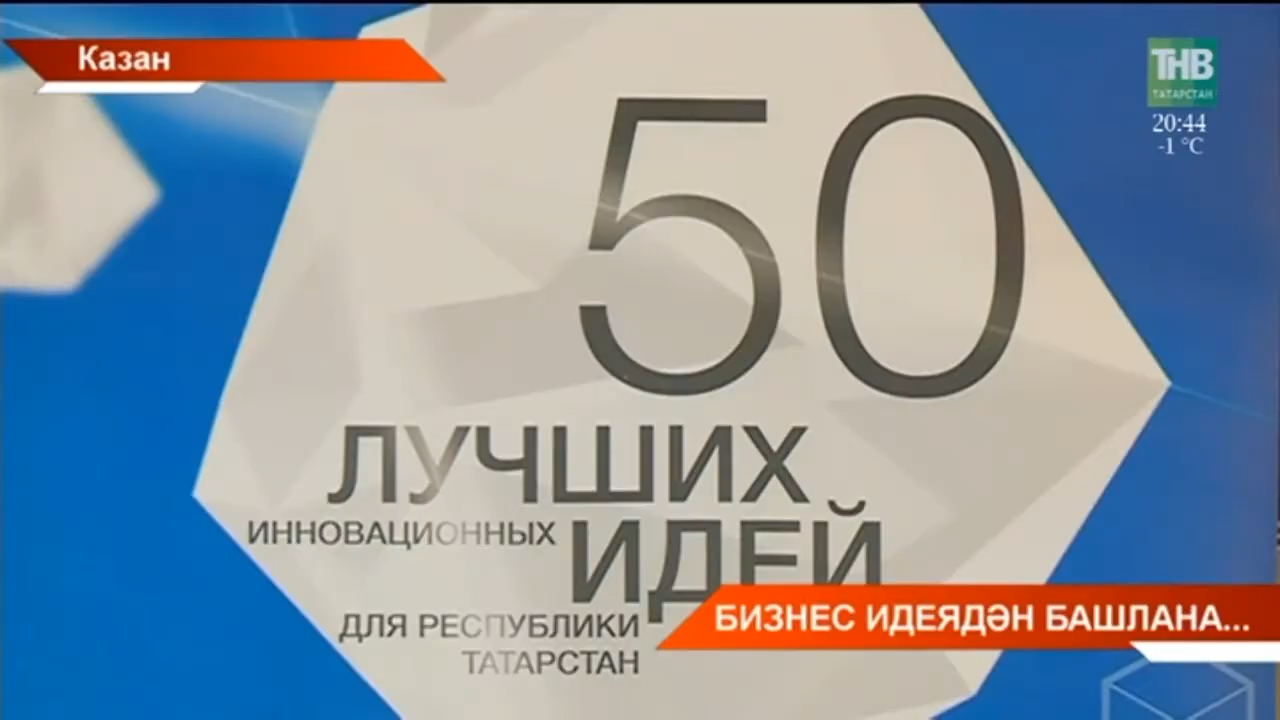 Казан
ТНВ
ТАТАРСТАН
20:44
-1 °C
50
ЛУЧШИХ
ИННОВАЦИОННЫХ ИДЕЙ
ДЛЯ РЕСПУБЛИКИ
ТАТАРСТАН
БИЗНЕС ИДЕЯДӘН БАШЛАНА...